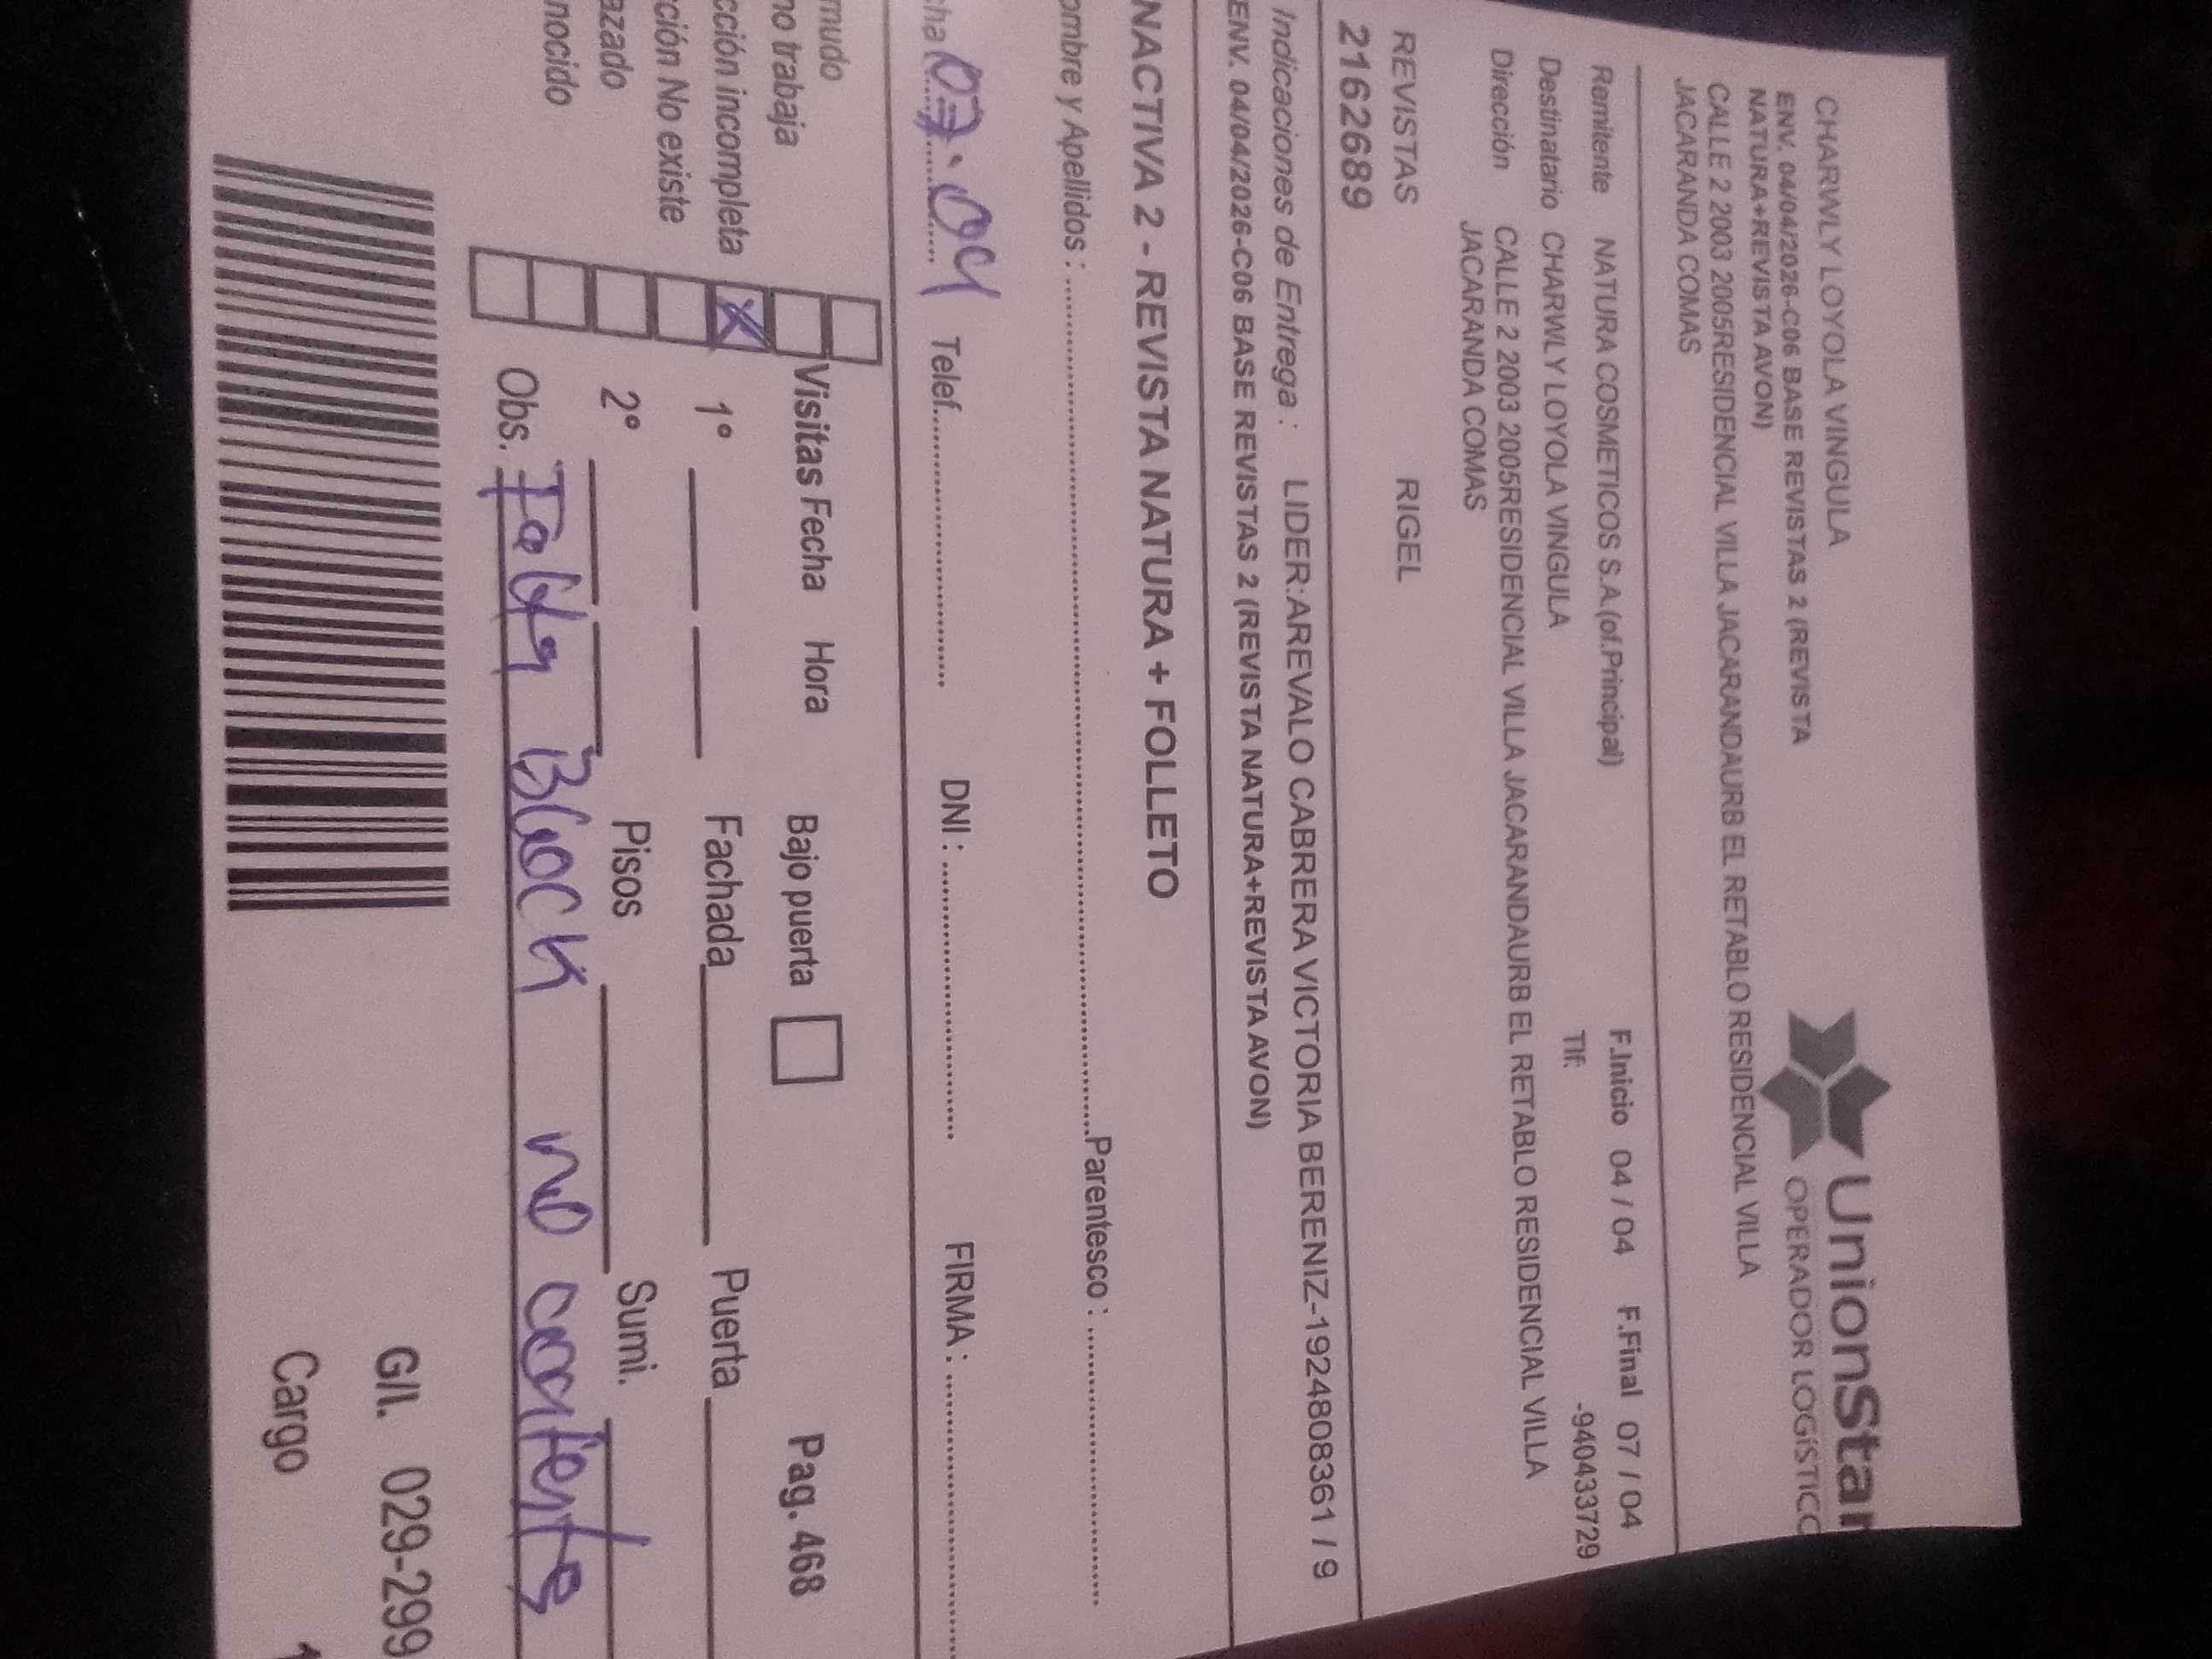 CHARWLY LOYOLA VINGULA
ENV. 04/04/2026-C06 BASE REVISTAS 2 (REVISTA
NATURA+REVISTA AVON)
CALLE 2 2003 2005RESIDENCIAL VILLA JACARANDAURB EL RETABLO RESIDENCIAL VILLA
JACARANDA COMAS
UnionStar
OPERADOR LOGÍSTICO
Remitente NATURA COSMETICOS S.A.(of.Principal) F.Inicio 04 / 04 F.Final 07 / 04
Destinatario CHARWLY LOYOLA VINGULA Tlf: -940433729
Dirección CALLE 2 2003 2005RESIDENCIAL VILLA JACARANDAURB EL RETABLO RESIDENCIAL VILLA
JACARANDA COMAS
REVISTAS RIGEL
2162689
Indicaciones de Entrega : LIDER:AREVALO CABRERA VICTORIA BERENIZ-1924808361 / 9
ENV. 04/04/2026-C06 BASE REVISTAS 2 (REVISTA NATURA+REVISTA AVON)
NACTIVA 2 - REVISTA NATURA + FOLLETO
ombre y Apellidos : Parentesco :
cha 07.04 Telef. DNI : FIRMA :
mudo
no trabaja Visitas Fecha Hora Bajo puerta Pag. 468
cción incompleta X 1° Fachada Puerta
ción No existe
azado 2° Pisos Sumi.
nocido Obs. Falta Block no contesta
G/I. 029-299
Cargo